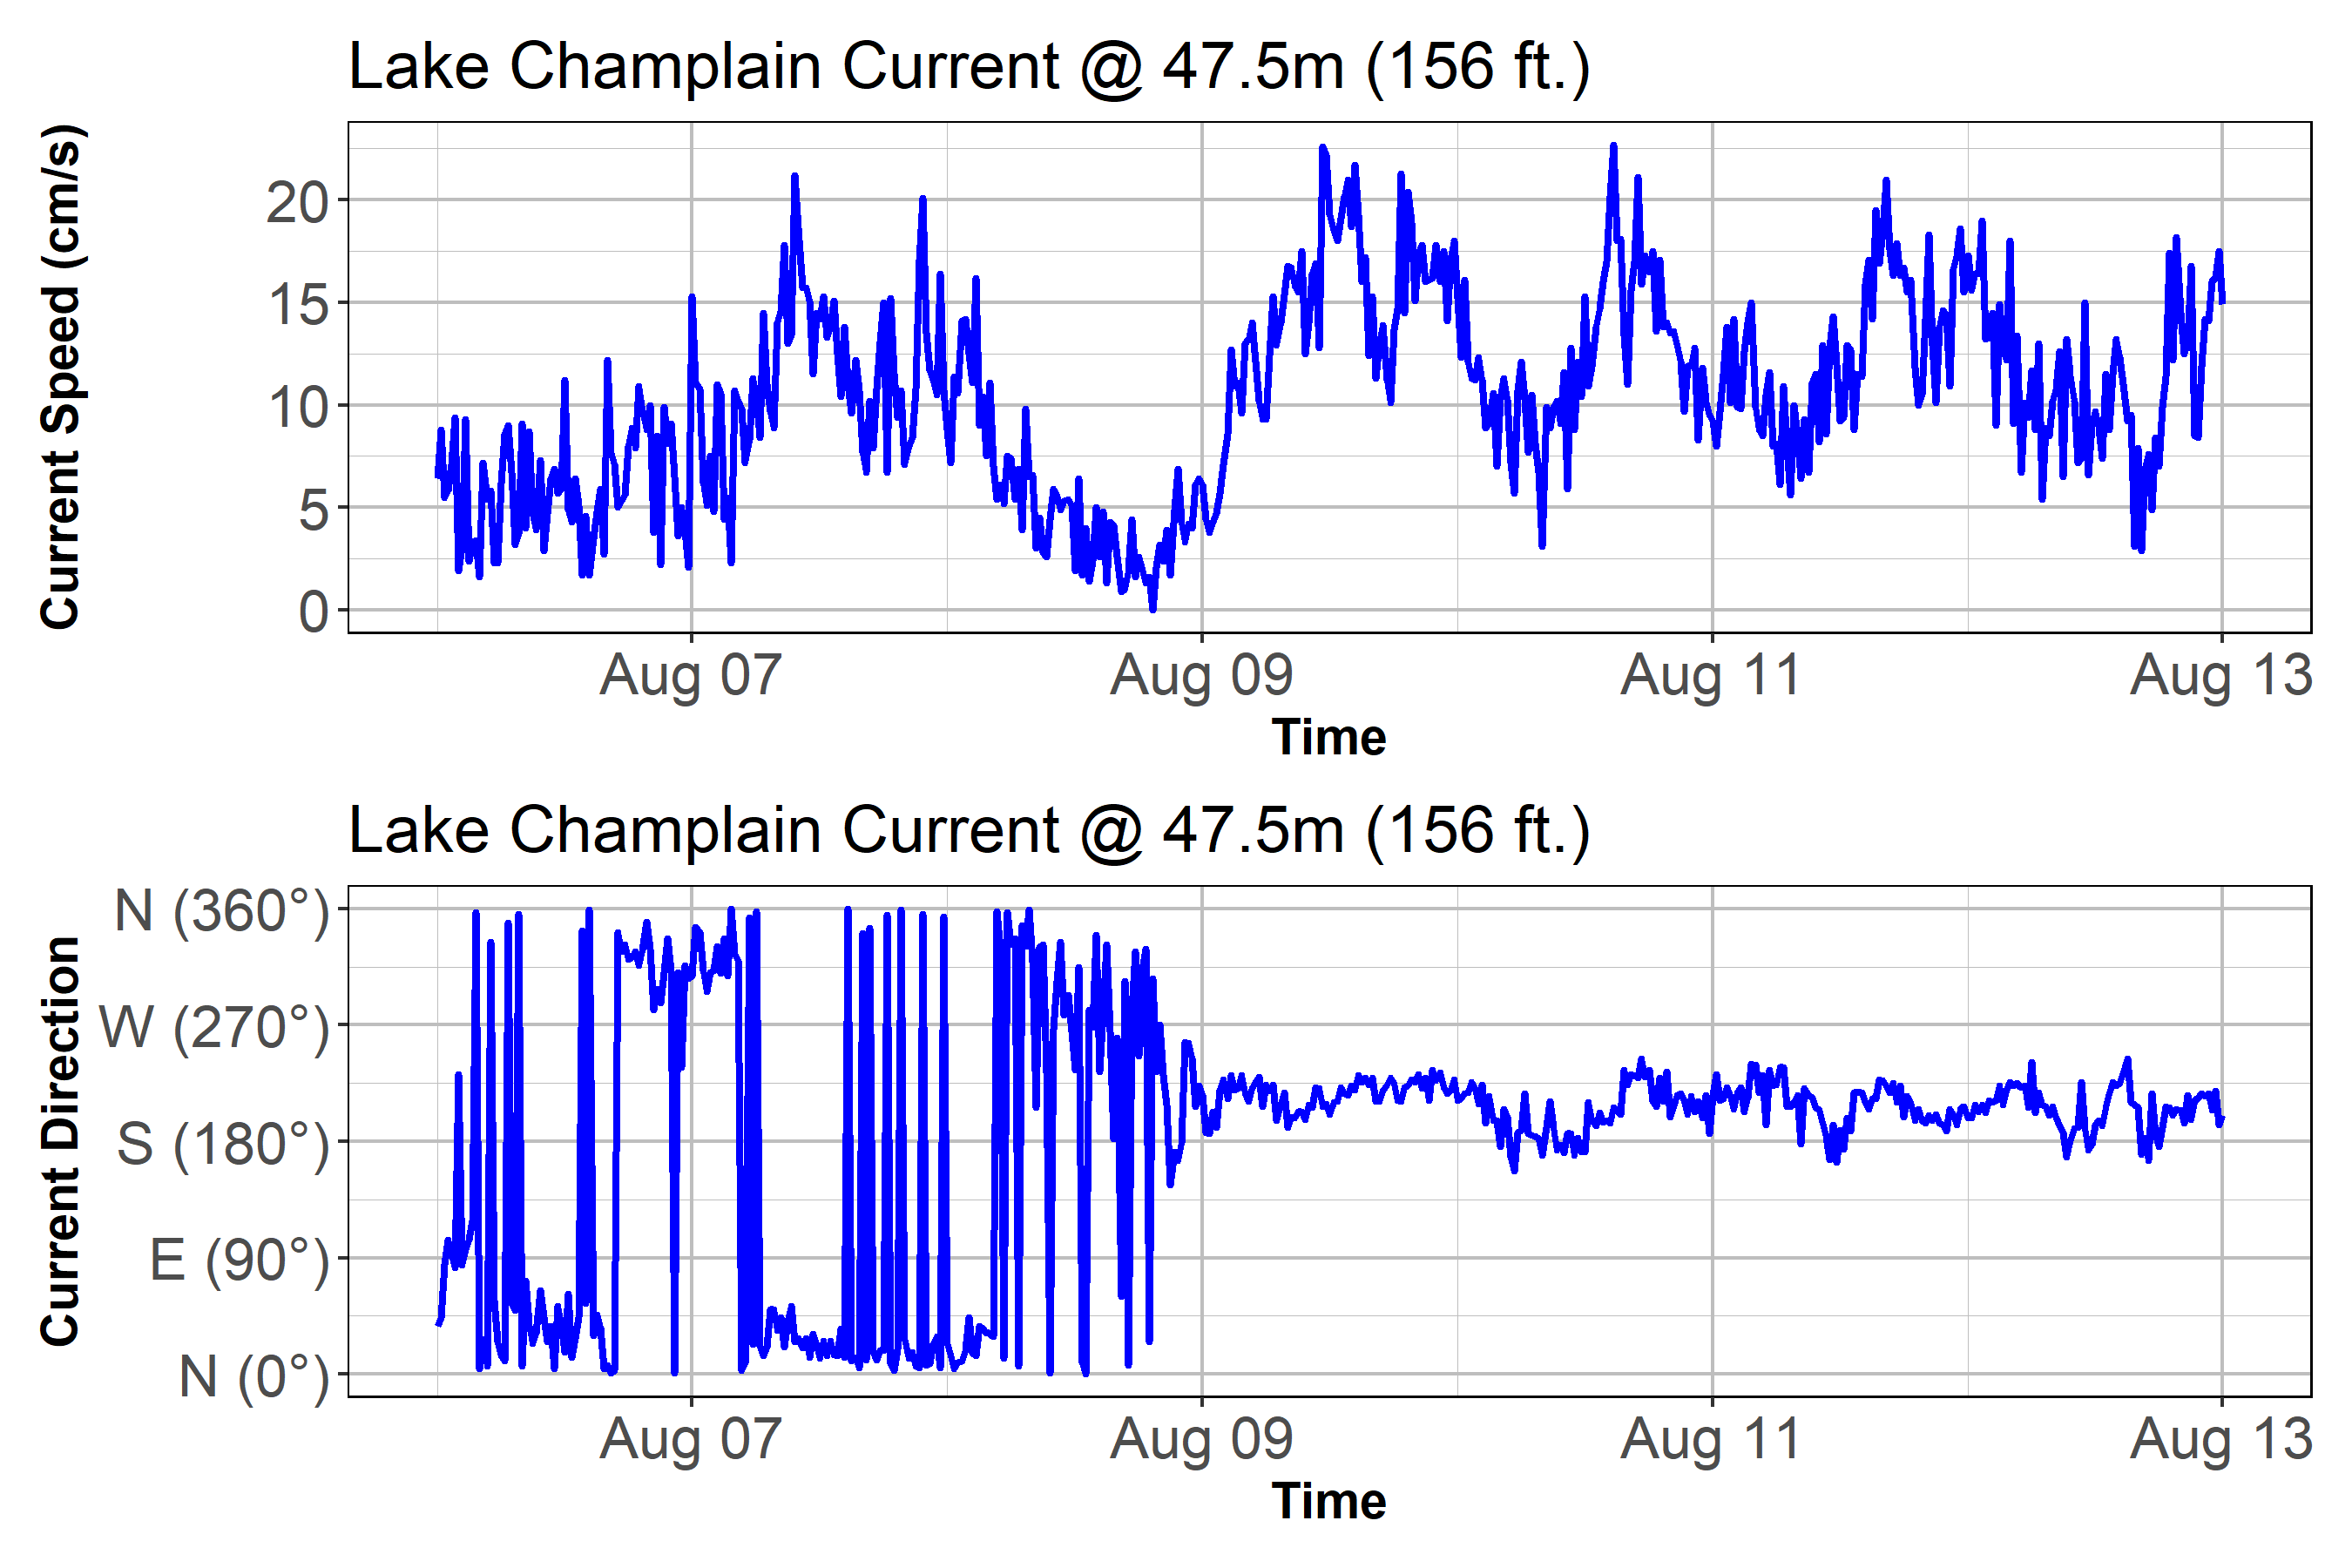 Lake Champlain Current @ 47.5m (156 ft.)
Current Speed (cm/s)
20
15
10
5
0
Aug 07 Aug 09 Aug 11 Aug 13
Time
Lake Champlain Current @ 47.5m (156 ft.)
Current Direction
N (360°)
W (270°)
S (180°)
E (90°)
N (0°)
Aug 07 Aug 09 Aug 11 Aug 13
Time